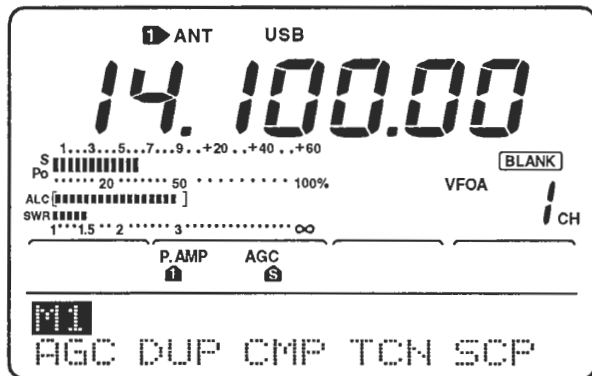 1 ANT USB
14.100.00
1...3...5...7...9..+20..+40..+60
S
Po
20 50 100%
BLANK
VFOA
ALC
1 CH
SWR
1 1.5 2 3 ∞
P.AMP AGC
1 S
M1
AGC DUP CMP TCN SCP